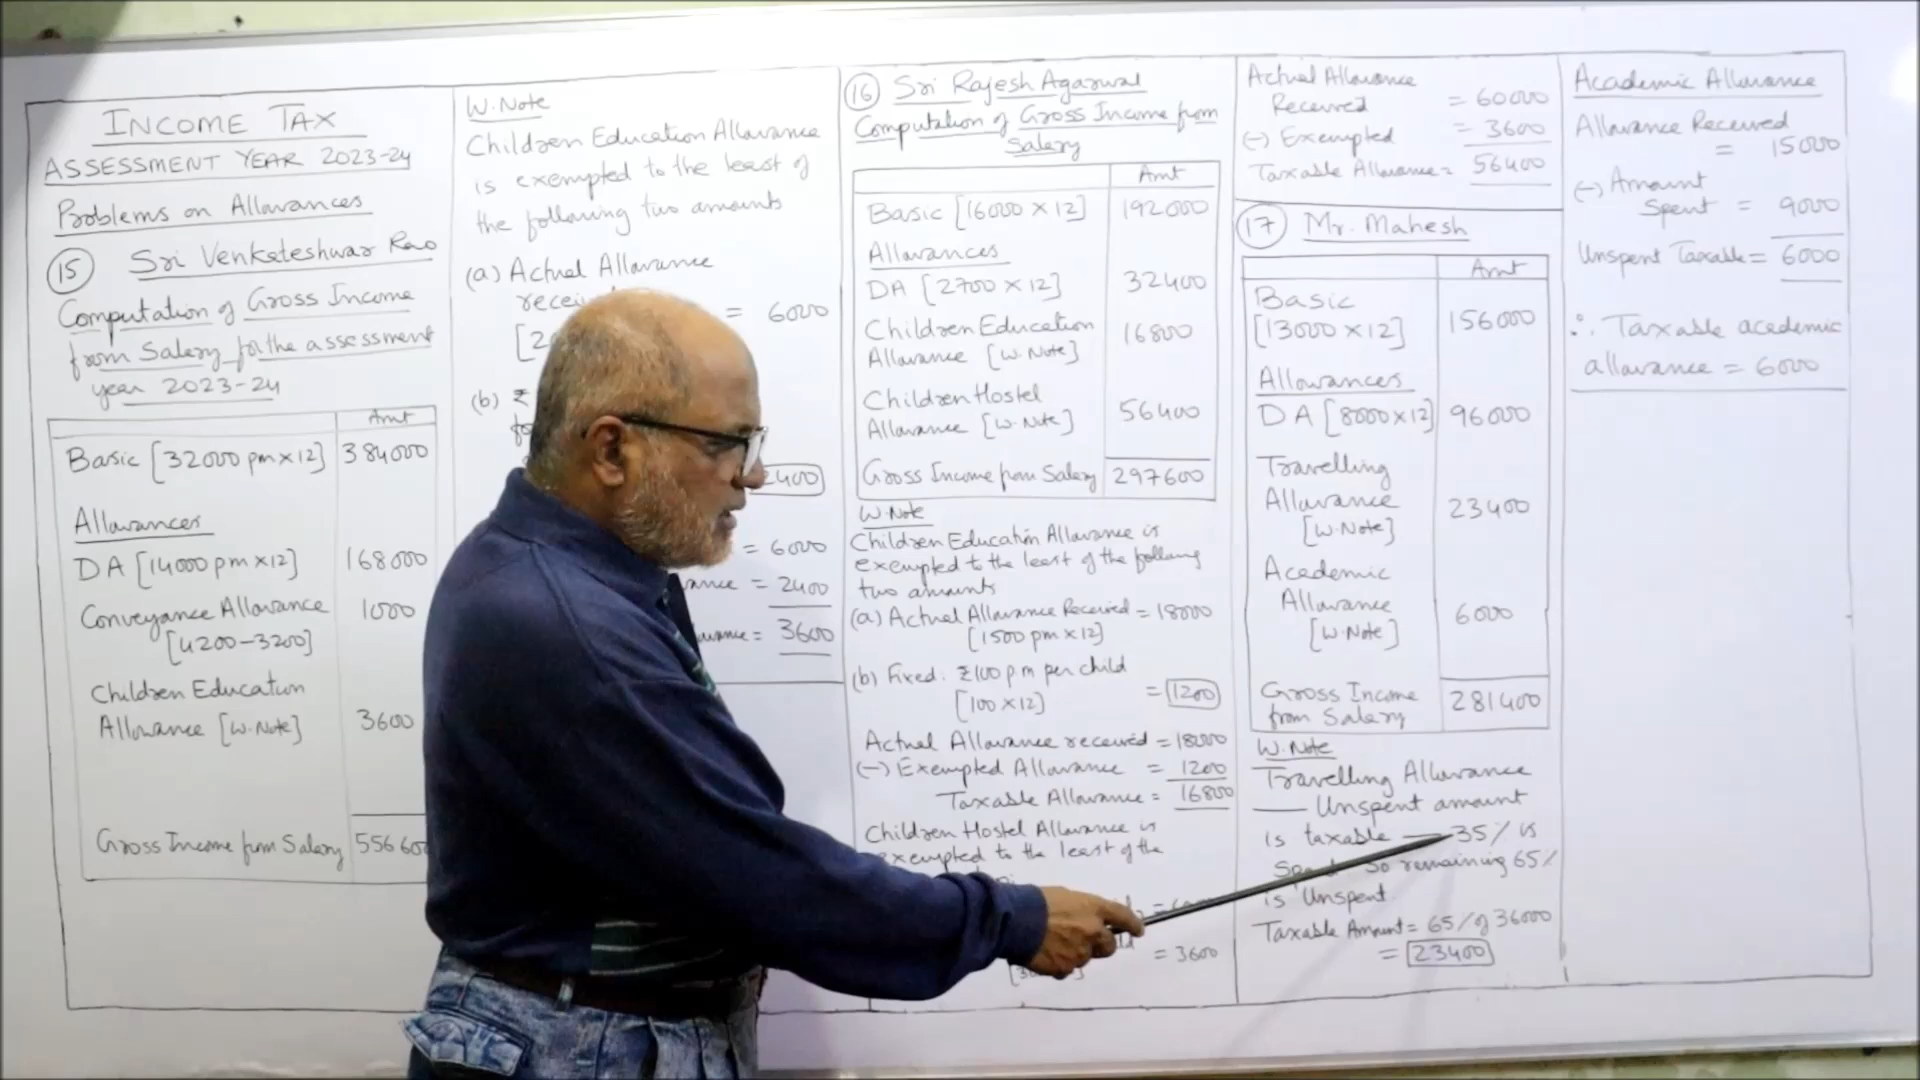 INCOME TAX
ASSESSMENT YEAR 2023-24
Problems on Allowances
15 Sri Venketeshwar Rao
Computation of Gross Income
from Salary for the assessment
year 2023-24
Amt
Basic [32000 pm x 12] 384000
Allowances
DA [14000 pm x 12] 168000
Conveyance Allowance 1000
[4200-3200]
Children Education
Allowance [W.Note] 3600
Gross Income from Salary 556600
W.Note
Children Education Allowance
is exempted to the least of
the following two amounts
(a) Actual Allowance
= 6000
(b) ₹
2400
= 6000
= 2400
= 3600
16 Sri Rajesh Agarwal
Computation of Gross Income from
Salary
Amt
Basic [16000 x 12] 192000
Allowances
DA [2700 x 12] 32400
Children Education
Allowance [W.Note] 16800
Children Hostel
Allowance [W.Note] 56400
Gross Income from Salary 297600
W.Note
Children Education Allowance is
exempted to the least of the following
two amounts
(a) Actual Allowance Received = 18000
[1500 pm x 12]
(b) Fixed: ₹100 pm per child
[100 x 12] = 1200
Actual Allowance received = 18000
(-) Exempted Allowance = 1200
Taxable Allowance = 16800
Children Hostel Allowance is
exempted to the least of the
= 3600
Actual Allowance
Received = 60000
(-) Exempted = 3600
Taxable Allowance = 56400
17 Mr. Mahesh
Amt
Basic
[13000 x 12] 156000
Allowances
DA [8000 x 12] 96000
Travelling
Allowance 23400
[W.Note]
Academic
Allowance 6000
[W.Note]
Gross Income
from Salary 281400
W.Note
Travelling Allowance
— Unspent amount
is taxable — 35% is
So remaining 65%
is Unspent.
Taxable Amount = 65% of 36000
= 23400
Academic Allowance
Allowance Received
= 15000
(-) Amount
Spent = 9000
Unspent Taxable = 6000
∴ Taxable academic
allowance = 6000